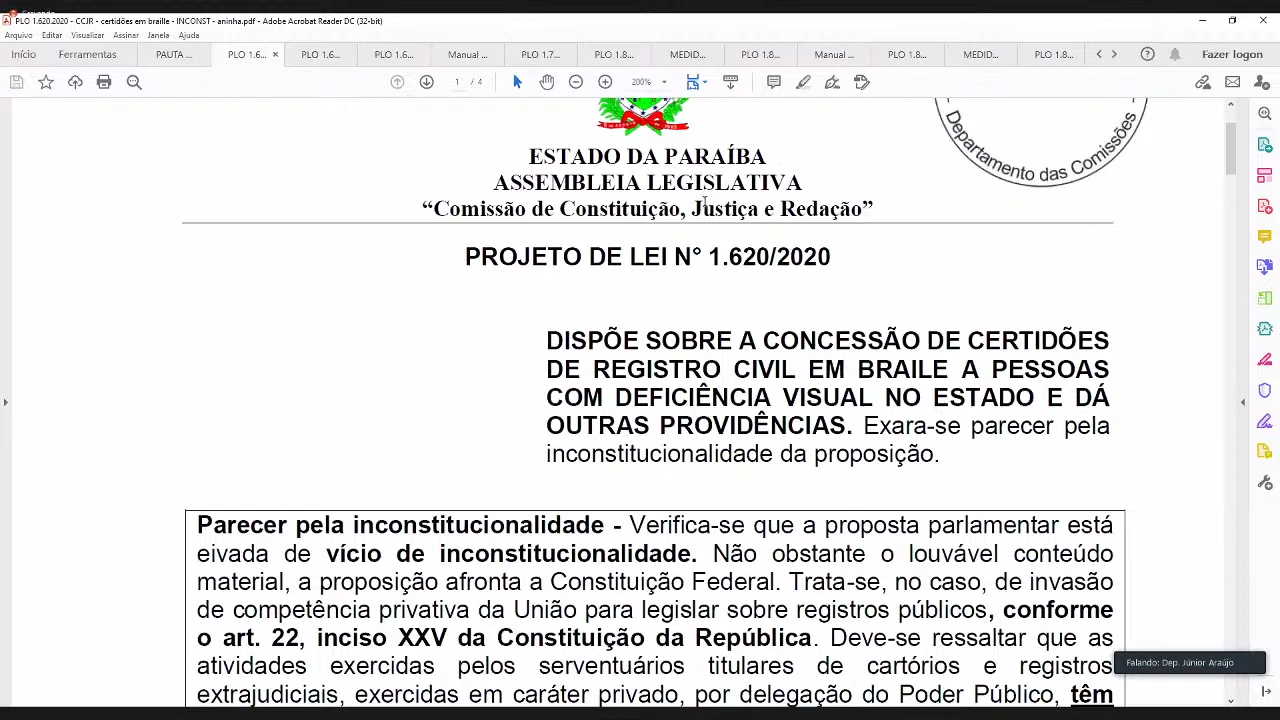 PLO 1.620.2020 - CCJR - certidões em braille - INCONST - aninha.pdf - Adobe Acrobat Reader DC (32-bit)
Arquivo Editar Visualizar Assinar Janela Ajuda
Início Ferramentas PAUTA ... PLO 1.6... × PLO 1.6... PLO 1.6... Manual ... PLO 1.7... PLO 1.8... MEDID... PLO 1.8... Manual ... PLO 1.8... MEDID... PLO 1.8... Fazer logon
1 / 4 200%
Departamento das Comissões
ESTADO DA PARAÍBA
ASSEMBLEIA LEGISLATIVA
“Comissão de Constituição, Justiça e Redação”
PROJETO DE LEI N° 1.620/2020
DISPÕE SOBRE A CONCESSÃO DE CERTIDÕES
DE REGISTRO CIVIL EM BRAILE A PESSOAS
COM DEFICIÊNCIA VISUAL NO ESTADO E DÁ
OUTRAS PROVIDÊNCIAS. Exara-se parecer pela
inconstitucionalidade da proposição.
Parecer pela inconstitucionalidade - Verifica-se que a proposta parlamentar está
eivada de vício de inconstitucionalidade. Não obstante o louvável conteúdo
material, a proposição afronta a Constituição Federal. Trata-se, no caso, de invasão
de competência privativa da União para legislar sobre registros públicos, conforme
o art. 22, inciso XXV da Constituição da República. Deve-se ressaltar que as
atividades exercidas pelos serventuários titulares de cartórios e registros
extrajudiciais, exercidas em caráter privado, por delegação do Poder Público, têm
Falando: Dep. Júnior Araújo